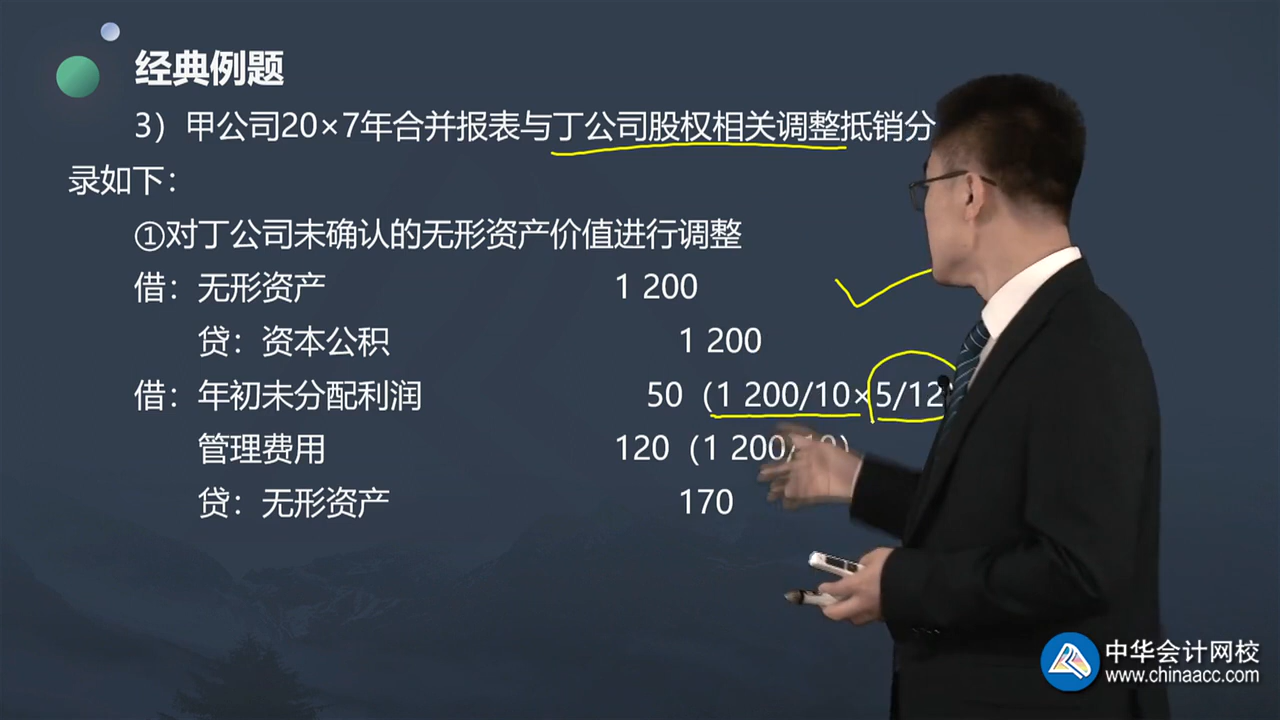 经典例题
3）甲公司20×7年合并报表与丁公司股权相关调整抵销分
录如下：
①对丁公司未确认的无形资产价值进行调整
借：无形资产 1 200
贷：资本公积 1 200
借：年初未分配利润 50（1 200/10×5/12
管理费用 120（1 200/10）
贷：无形资产 170
中华会计网校
www.chinaacc.com